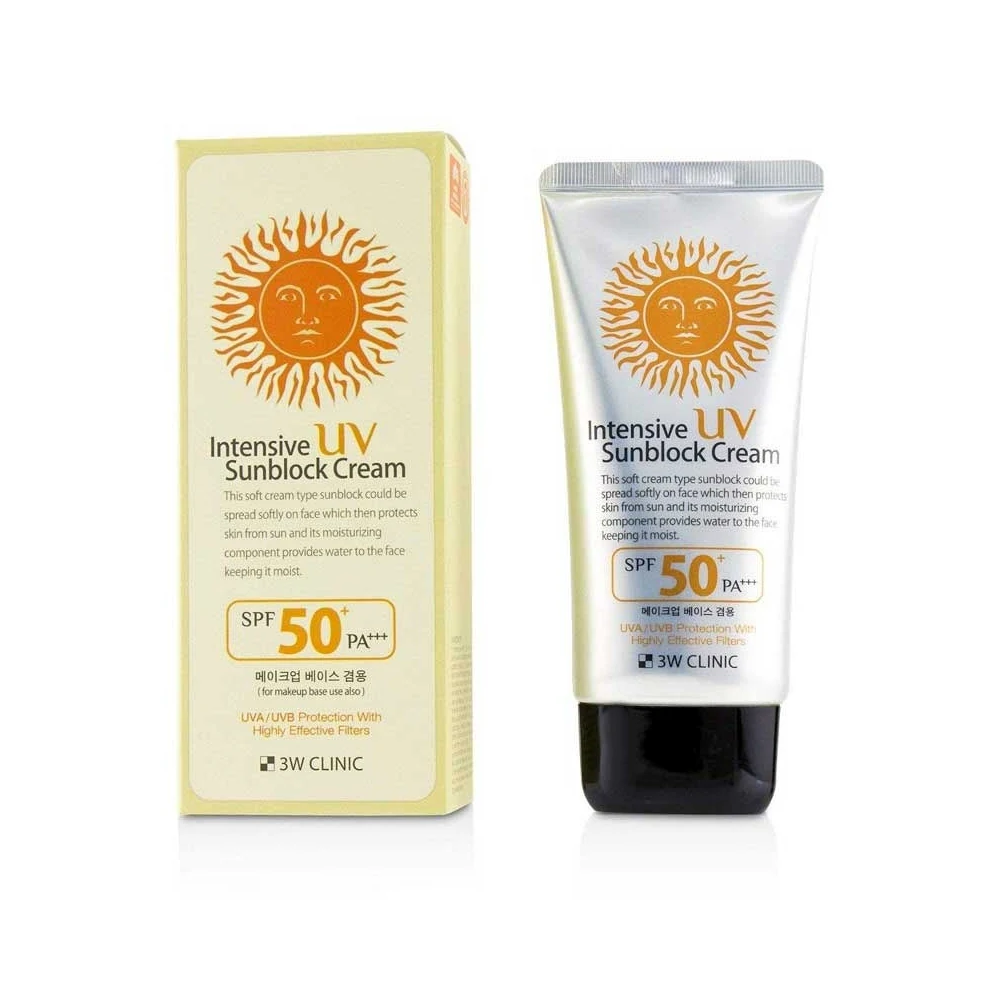 Intensive UV
Sunblock Cream
This soft cream type sunblock could be
spread softly on face which then protects
skin from sun and its moisturizing
component provides water to the face
keeping it moist.
SPF 50+ PA+++
메이크업 베이스 겸용
( for makeup base use also )
UVA / UVB Protection With
Highly Effective Filters
3W CLINIC
Intensive UV
Sunblock Cream
This soft cream type sunblock could be
spread softly on face which then protects
skin from sun and its moisturizing
component provides water to the face
keeping it moist.
SPF 50+ PA+++
메이크업 베이스 겸용
UVA / UVB Protection With
Highly Effective Filters
3W CLINIC